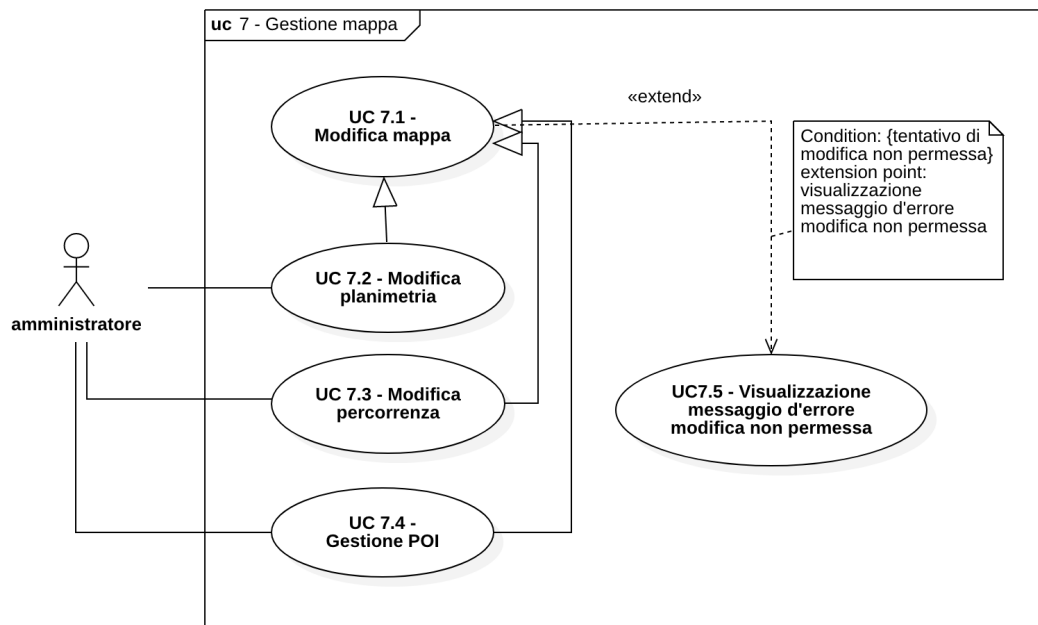 uc 7 - Gestione mappa
UC 7.1 -
Modifica mappa
«extend»
Condition: {tentativo di
modifica non permessa}
extension point:
visualizzazione
messaggio d'errore
modifica non permessa
UC 7.2 - Modifica
planimetria
amministratore
UC 7.3 - Modifica
percorrenza
UC7.5 - Visualizzazione
messaggio d'errore
modifica non permessa
UC 7.4 -
Gestione POI